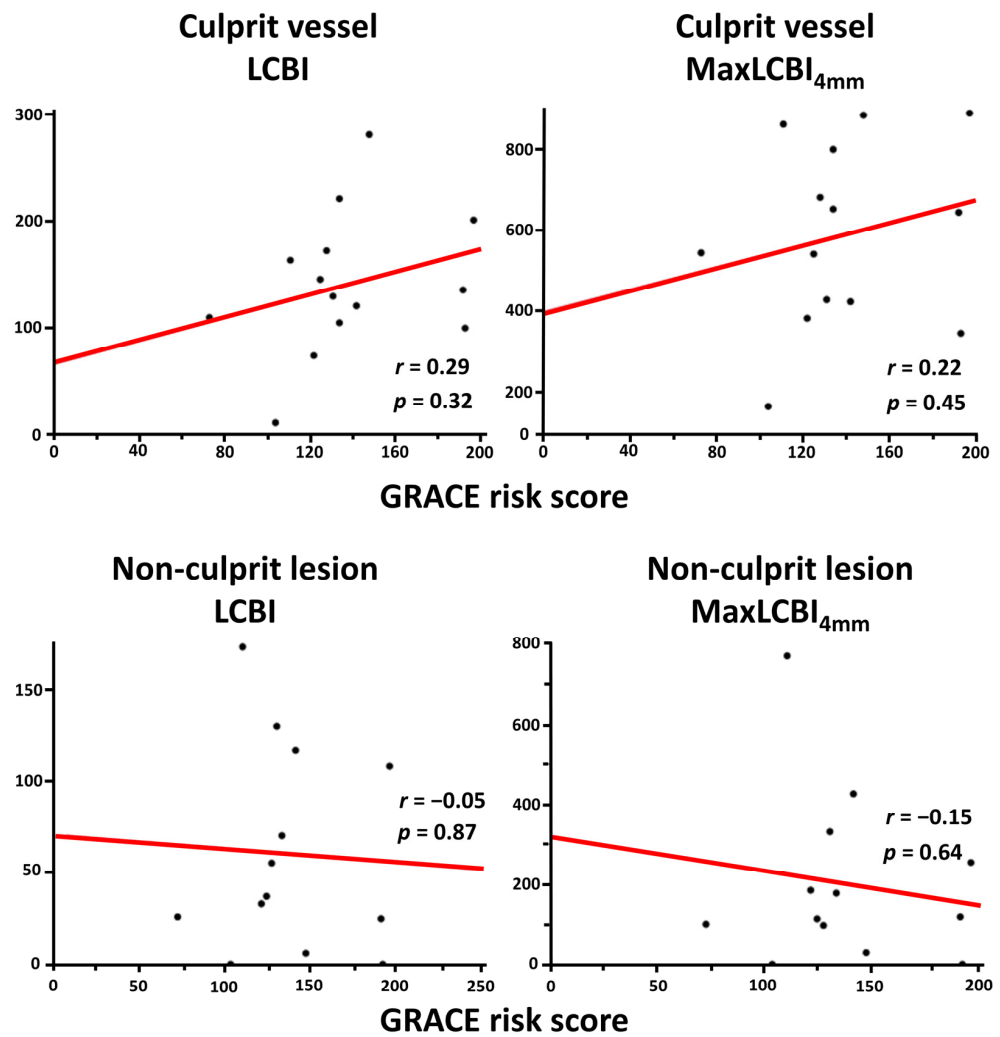 Culprit vessel
LCBI
300
200
100
0
0 40 80 120 160 200
r = 0.29
p = 0.32
Culprit vessel
MaxLCBI4mm
800
600
400
200
0
0 40 80 120 160 200
r = 0.22
p = 0.45
GRACE risk score
Non-culprit lesion
LCBI
150
100
50
0
0 50 100 150 200 250
r = −0.05
p = 0.87
Non-culprit lesion
MaxLCBI4mm
800
600
400
200
0
0 50 100 150 200
r = −0.15
p = 0.64
GRACE risk score